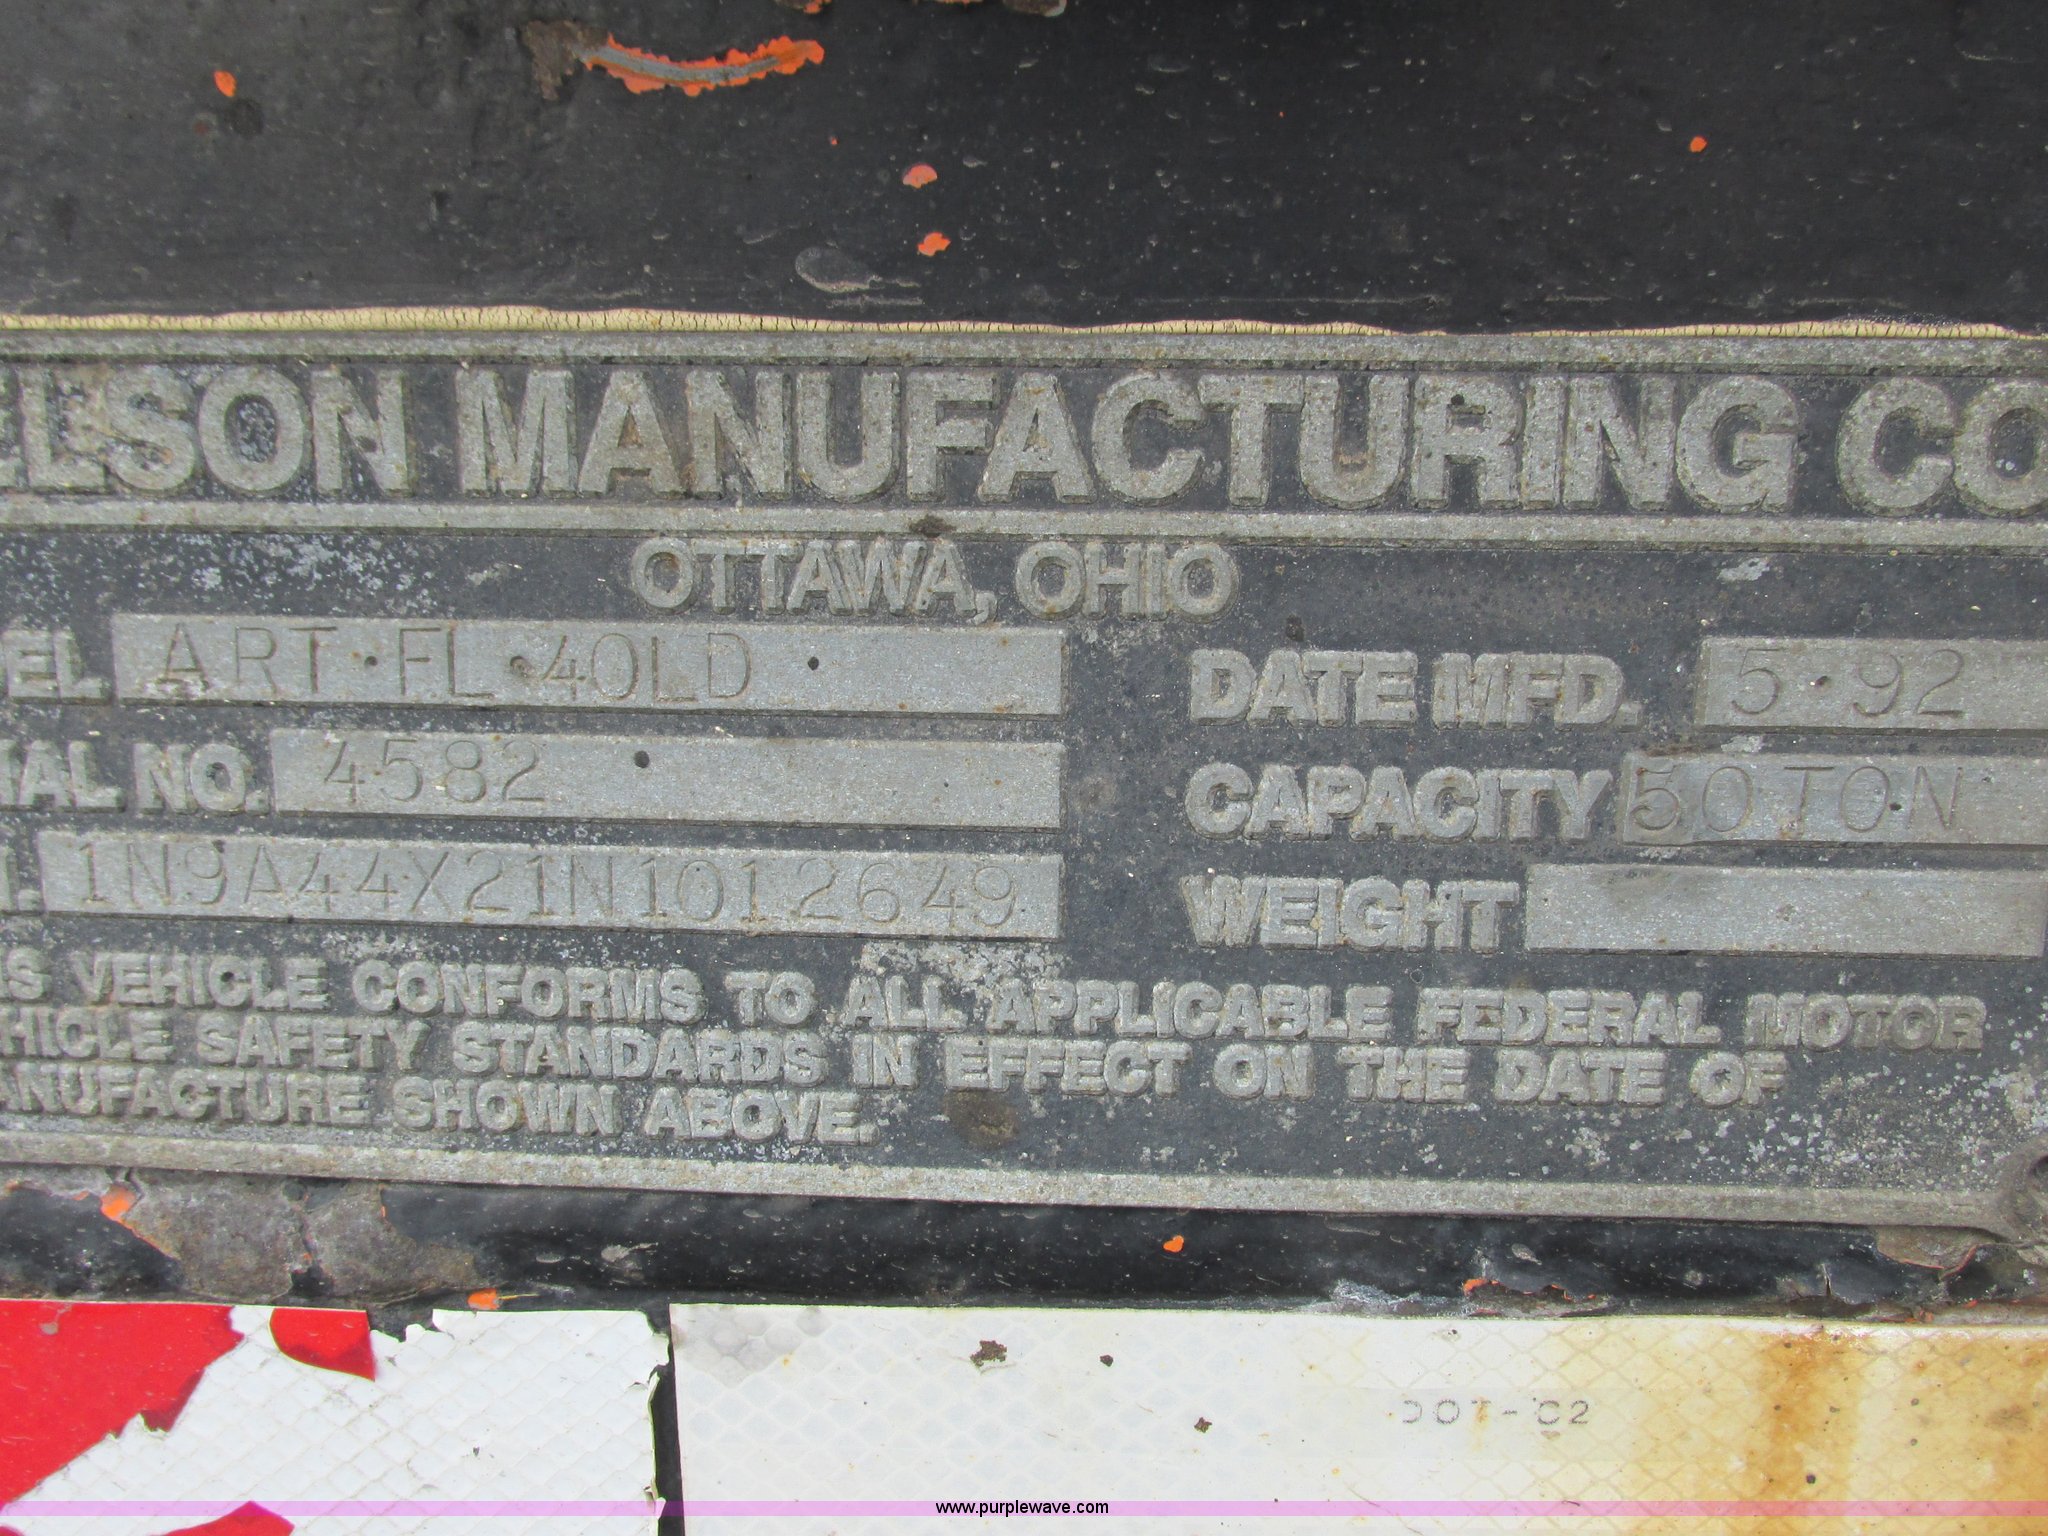 ELSON MANUFACTURING CO
OTTAWA, OHIO
EL ART·FL·40LD
DATE MFD. 5·92
IAL NO. 4582
CAPACITY 50 TON
1N9A44X21N1012649
WEIGHT
IS VEHICLE CONFORMS TO ALL APPLICABLE FEDERAL MOTOR
HICLE SAFETY STANDARDS IN EFFECT ON THE DATE OF
ANUFACTURE SHOWN ABOVE.
DOT-C2
www.purplewave.com